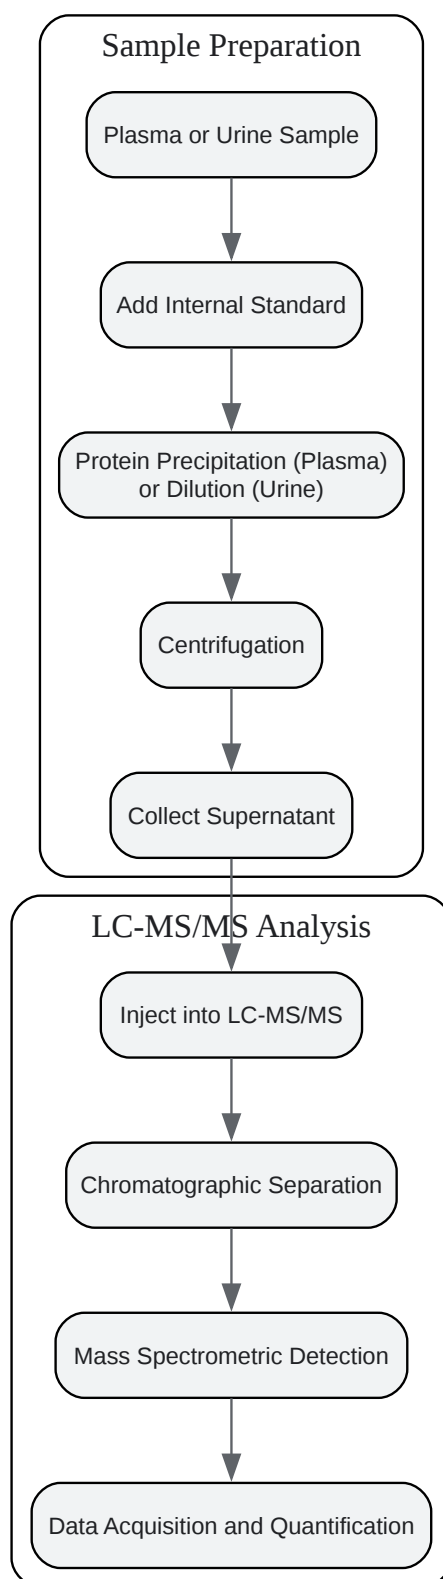 Sample Preparation
Plasma or Urine Sample
Add Internal Standard
Protein Precipitation (Plasma)
or Dilution (Urine)
Centrifugation
Collect Supernatant
LC-MS/MS Analysis
Inject into LC-MS/MS
Chromatographic Separation
Mass Spectrometric Detection
Data Acquisition and Quantification